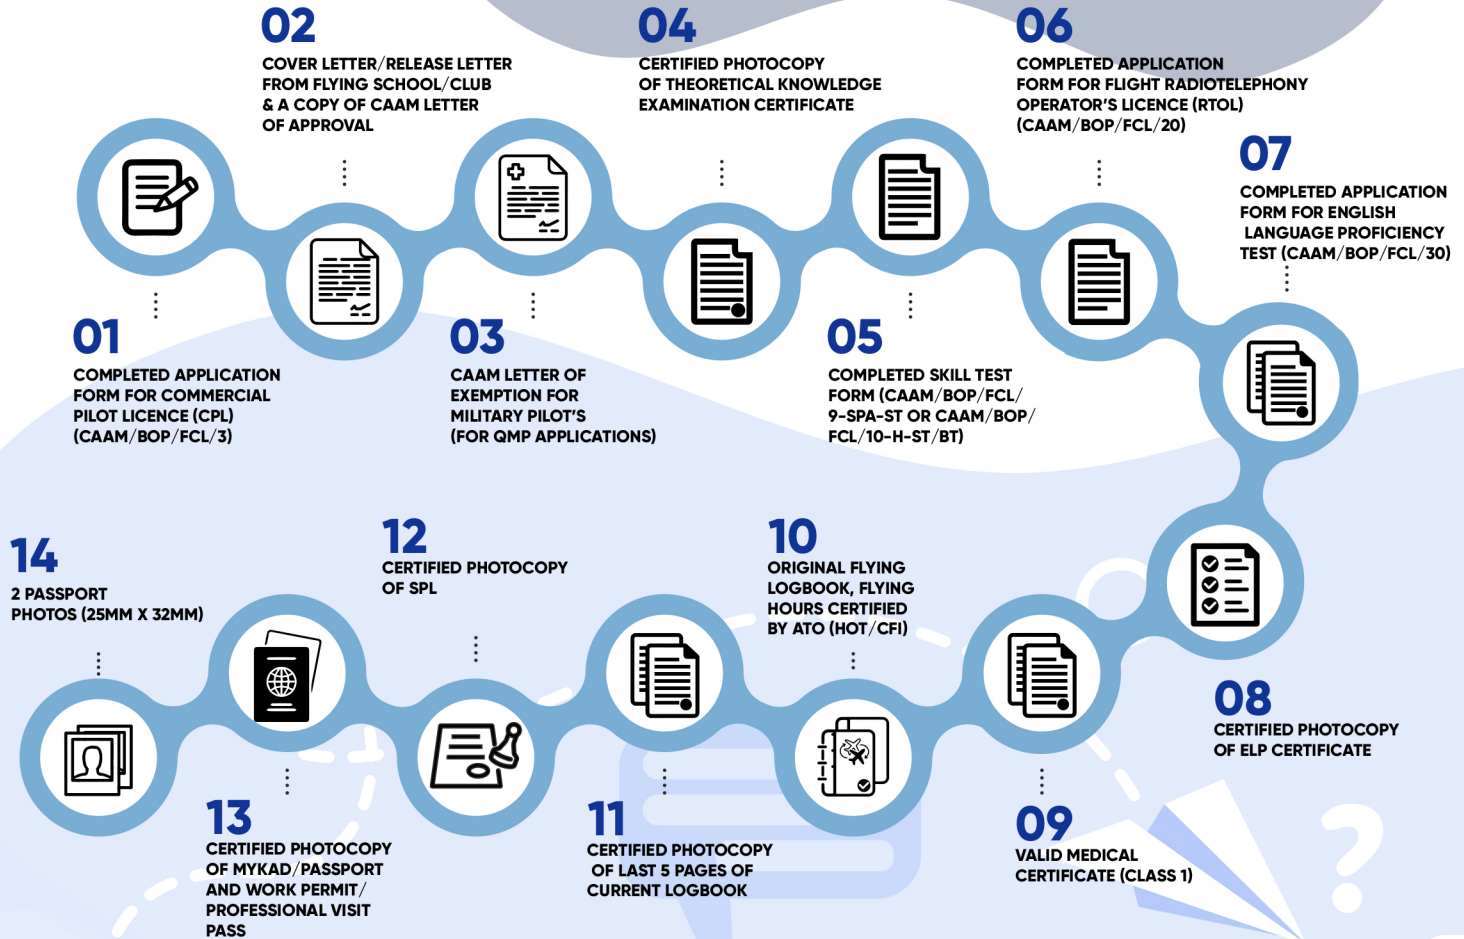 01
COMPLETED APPLICATION
FORM FOR COMMERCIAL
PILOT LICENCE (CPL)
(CAAM/BOP/FCL/3)
02
COVER LETTER/RELEASE LETTER
FROM FLYING SCHOOL/CLUB
& A COPY OF CAAM LETTER
OF APPROVAL
03
CAAM LETTER OF
EXEMPTION FOR
MILITARY PILOT'S
(FOR QMP APPLICATIONS)
04
CERTIFIED PHOTOCOPY
OF THEORETICAL KNOWLEDGE
EXAMINATION CERTIFICATE
05
COMPLETED SKILL TEST
FORM (CAAM/BOP/FCL/
9-SPA-ST OR CAAM/BOP/
FCL/10-H-ST/BT)
06
COMPLETED APPLICATION
FORM FOR FLIGHT RADIOTELEPHONY
OPERATOR'S LICENCE (RTOL)
(CAAM/BOP/FCL/20)
07
COMPLETED APPLICATION
FORM FOR ENGLISH
LANGUAGE PROFICIENCY
TEST (CAAM/BOP/FCL/30)
08
CERTIFIED PHOTOCOPY
OF ELP CERTIFICATE
09
VALID MEDICAL
CERTIFICATE (CLASS 1)
10
ORIGINAL FLYING
LOGBOOK, FLYING
HOURS CERTIFIED
BY ATO (HOT/CFI)
11
CERTIFIED PHOTOCOPY
OF LAST 5 PAGES OF
CURRENT LOGBOOK
12
CERTIFIED PHOTOCOPY
OF SPL
13
CERTIFIED PHOTOCOPY
OF MYKAD/PASSPORT
AND WORK PERMIT/
PROFESSIONAL VISIT
PASS
14
2 PASSPORT
PHOTOS (25MM X 32MM)
?